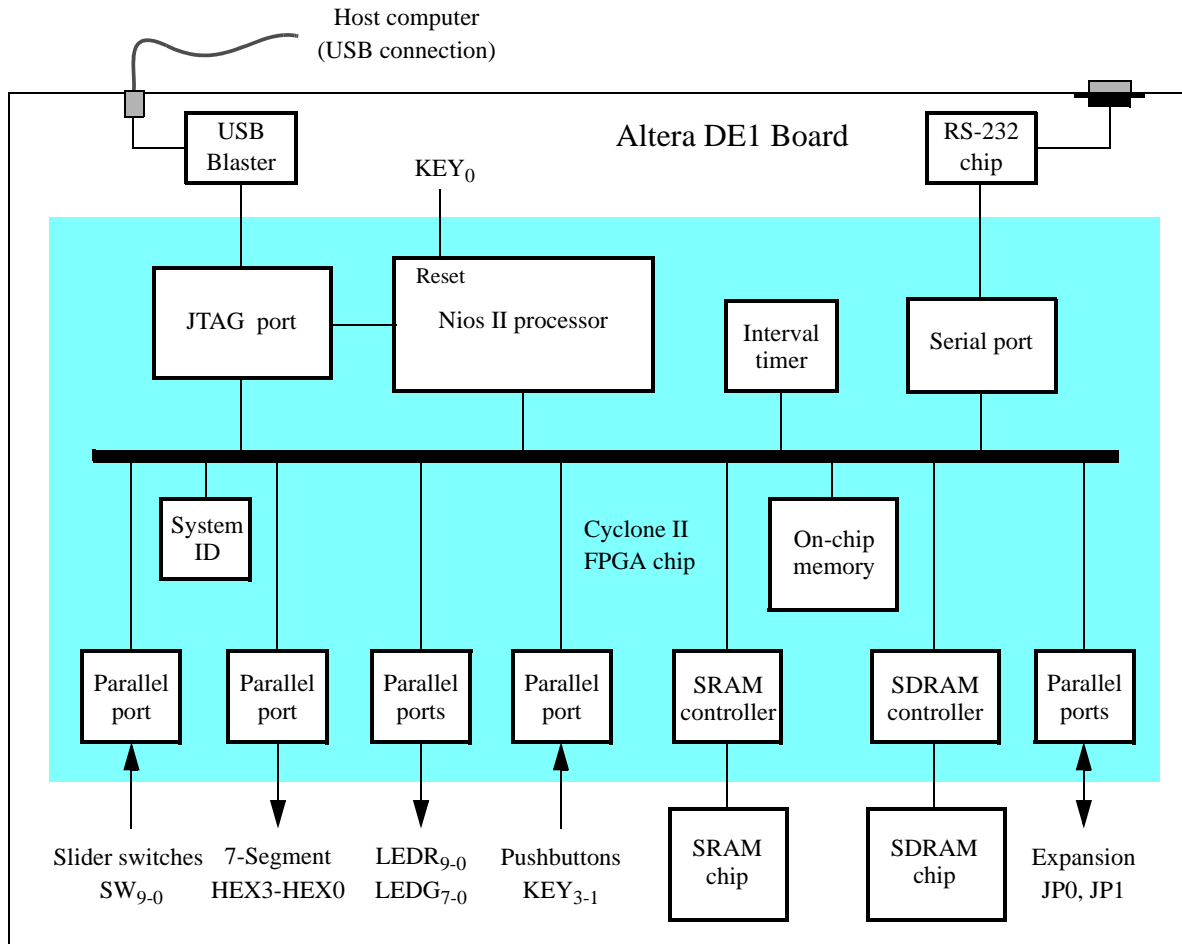 Host computer
(USB connection)
USB
Blaster
Altera DE1 Board
RS-232
chip
KEY0
Reset
JTAG port
Nios II processor
Interval
timer
Serial port
System
ID
Cyclone II
FPGA chip
On-chip
memory
Parallel
port
Parallel
port
Parallel
ports
Parallel
port
SRAM
controller
SDRAM
controller
Parallel
ports
Slider switches
SW9-0
7-Segment
HEX3-HEX0
LEDR9-0
LEDG7-0
Pushbuttons
KEY3-1
SRAM
chip
SDRAM
chip
Expansion
JP0, JP1